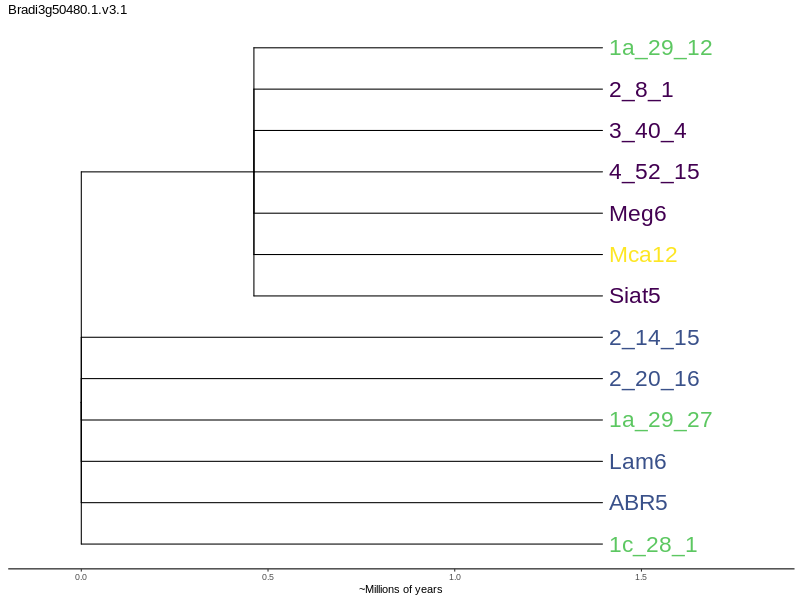 Bradi3g50480.1.v3.1
1a_29_12
2_8_1
3_40_4
4_52_15
Meg6
Mca12
Siat5
2_14_15
2_20_16
1a_29_27
Lam6
ABR5
1c_28_1
0.0 0.5 1.0 1.5
~Millions of years